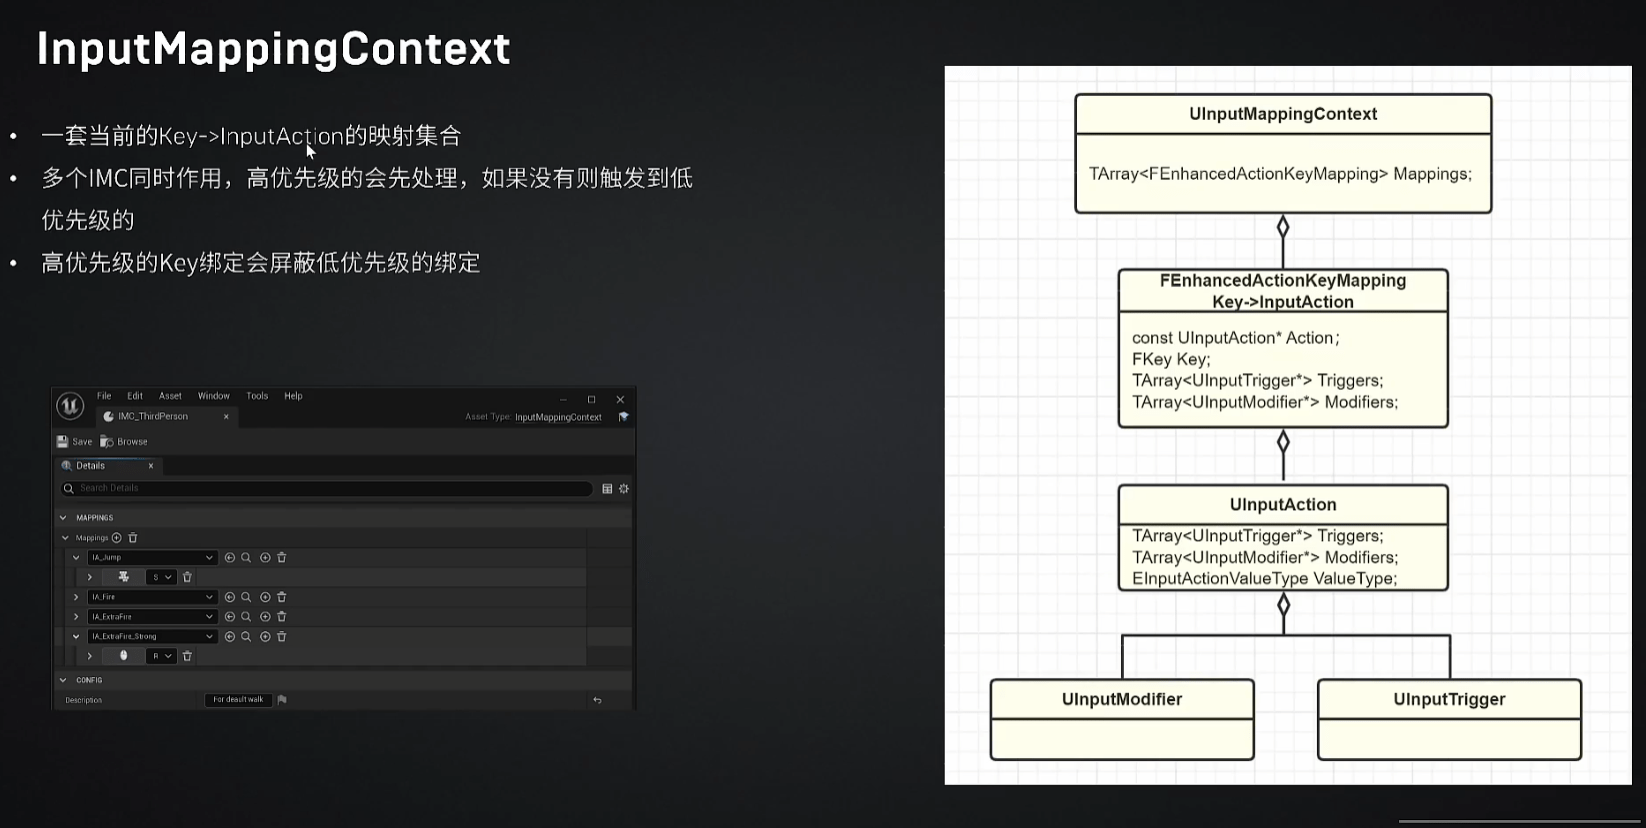 InputMappingContext
• 一套当前的Key->InputAction的映射集合
• 多个IMC同时作用，高优先级的会先处理，如果没有则触发到低
优先级的
• 高优先级的Key绑定会屏蔽低优先级的绑定
File Edit Asset Window Tools Help
IMC_ThirdPerson
Asset Type: InputMappingContext
Save Browse
Details
Search Details
MAPPINGS
Mappings
IA_Jump
S
IA_Fire
IA_ExtraFire
IA_ExtraFire_Strong
R
CONFIG
Description For deault walk
UInputMappingContext
TArray<FEnhancedActionKeyMapping> Mappings;
FEnhancedActionKeyMapping
Key->InputAction
const UInputAction* Action;
FKey Key;
TArray<UInputTrigger*> Triggers;
TArray<UInputModifier*> Modifiers;
UInputAction
TArray<UInputTrigger*> Triggers;
TArray<UInputModifier*> Modifiers;
EInputActionValueType ValueType;
UInputModifier
UInputTrigger